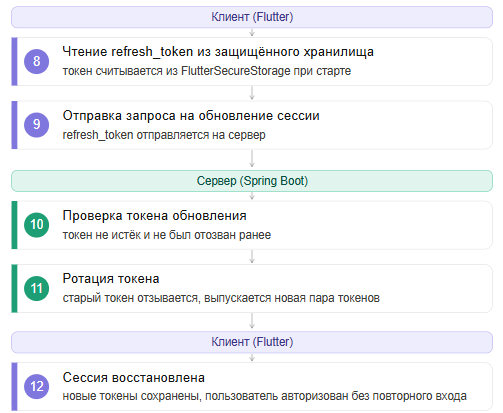 Клиент (Flutter)
8
Чтение refresh_token из защищённого хранилища
токен считывается из FlutterSecureStorage при старте
9
Отправка запроса на обновление сессии
refresh_token отправляется на сервер
Сервер (Spring Boot)
10
Проверка токена обновления
токен не истёк и не был отозван ранее
11
Ротация токена
старый токен отзывается, выпускается новая пара токенов
Клиент (Flutter)
12
Сессия восстановлена
новые токены сохранены, пользователь авторизован без повторного входа